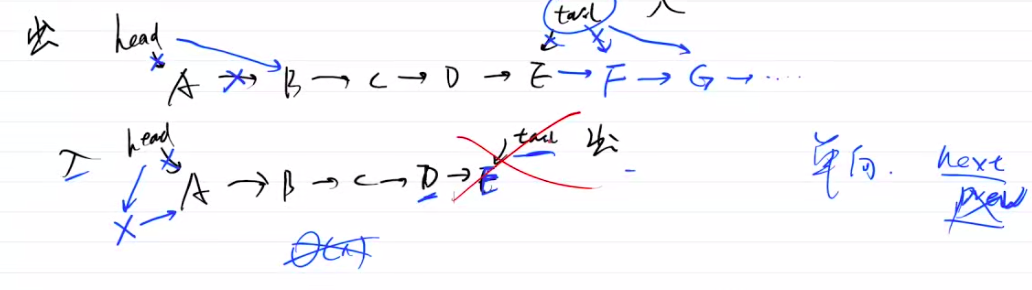 出 head tail 入
A → B → C → D → E → F → G → ....
入 head tail 出
X → A → B → C → D → E
单向. next
prev
O(n)